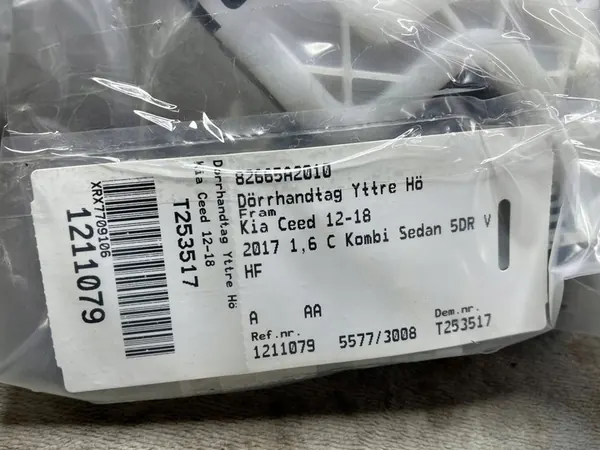 82665A2010
Dörrhandtag Yttre Hö
Fram
Kia Ceed 12-18
2017 1,6 C Kombi Sedan 5DR V
HF
A AA
Ref.nr.
1211079
5577/3008
Dem.nr.
T253517
XRX7709106
1211079
T253517
Dörrhandtag Yttre Hö
Kia Ceed 12-18